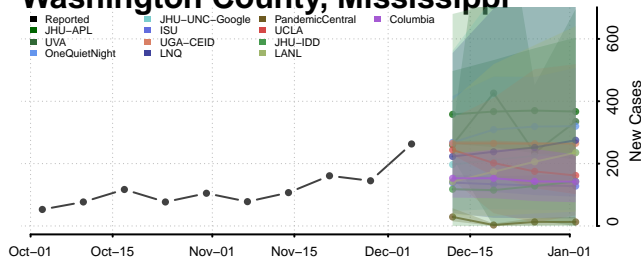 Washington County, Mississippi
Reported JHU−UNC−Google PandemicCentral Columbia
JHU−APL ISU UCLA
UVA UGA−CEID JHU−IDD
OneQuietNight LNQ LANL
600
400
200
0
New Cases
Oct−01 Oct−15 Nov−01 Nov−15 Dec−01 Dec−15 Jan−01